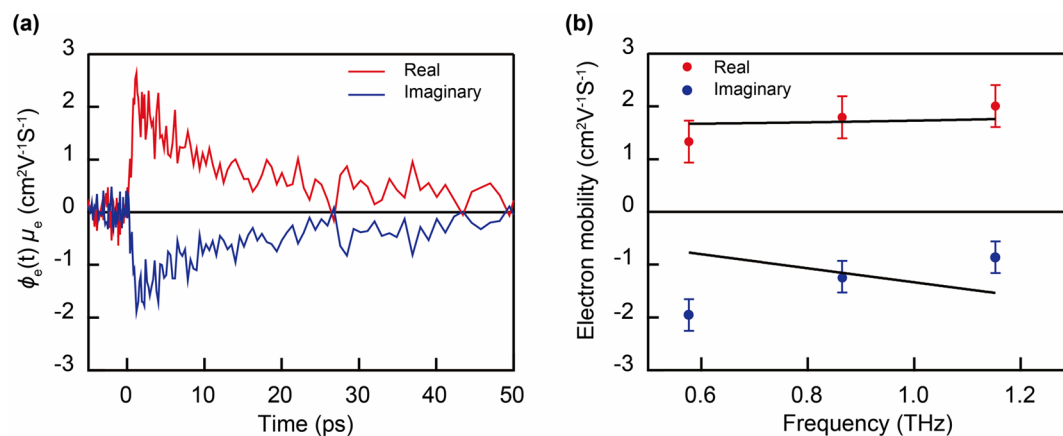 (a)
3
2
1
0
-1
-2
-3
ϕe(t) μe (cm²V⁻¹S⁻¹)
Real
Imaginary
0
10
20
30
40
50
Time (ps)
(b)
3
2
1
0
-1
-2
-3
Electron mobility (cm²V⁻¹S⁻¹)
Real
Imaginary
0.6
0.8
1.0
1.2
Frequency (THz)